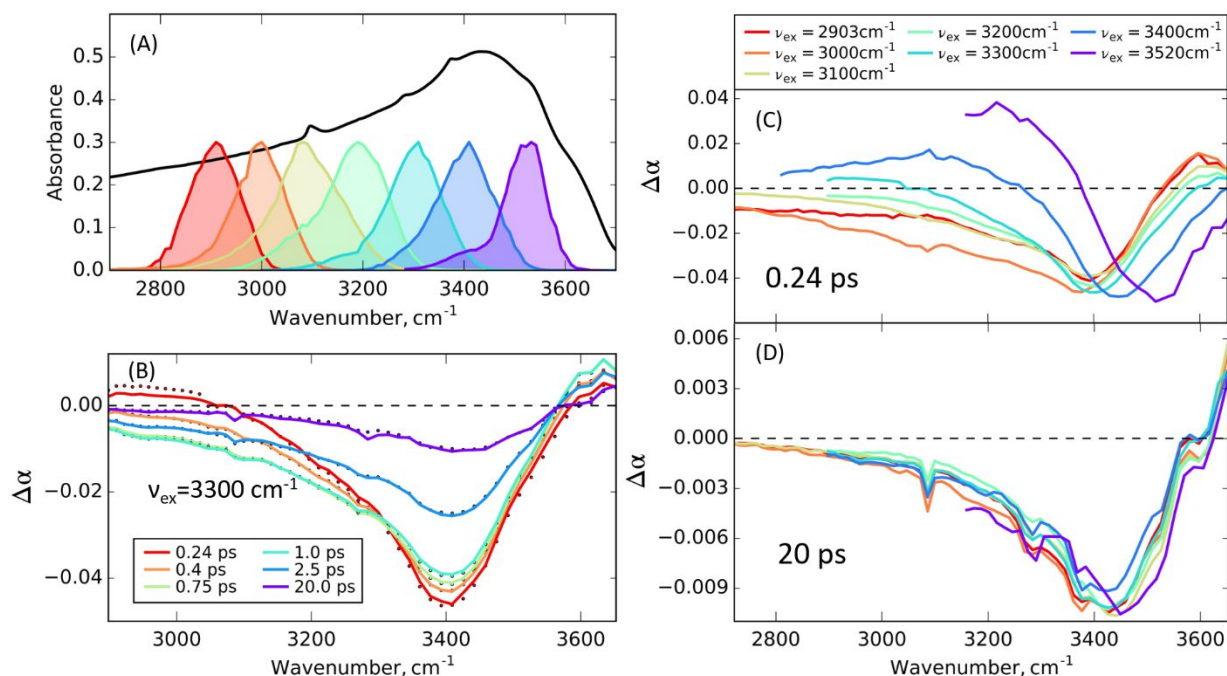 (A)
0.5
0.4
0.3
0.2
0.1
0.0
Absorbance
2800 3000 3200 3400 3600
Wavenumber, cm⁻¹
(B)
0.00
−0.02
−0.04
Δα
νex=3300 cm⁻¹
0.24 ps 1.0 ps
0.4 ps 2.5 ps
0.75 ps 20.0 ps
3000 3200 3400 3600
Wavenumber, cm⁻¹
νex = 2903cm⁻¹ νex = 3200cm⁻¹ νex = 3400cm⁻¹
νex = 3000cm⁻¹ νex = 3300cm⁻¹ νex = 3520cm⁻¹
νex = 3100cm⁻¹
(C)
0.04
0.02
0.00
−0.02
−0.04
Δα
0.24 ps
(D)
0.006
0.003
0.000
−0.003
−0.006
−0.009
Δα
20 ps
2800 3000 3200 3400 3600
Wavenumber, cm⁻¹